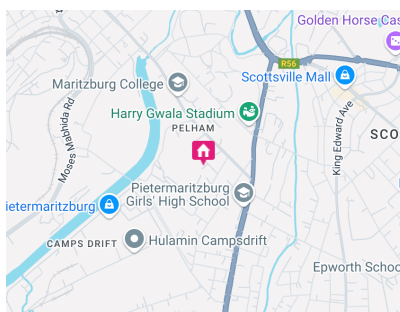 Golden Horse Cas
R56
Scottsville Mall
Maritzburg College
Harry Gwala Stadium
PELHAM
Moses Mabhida Rd
King Edward Ave
SCO
Pietermaritzburg
Girls' High School
ietermaritzburg
CAMPS DRIFT
Hulamin Campsdrift
Epworth Schoo